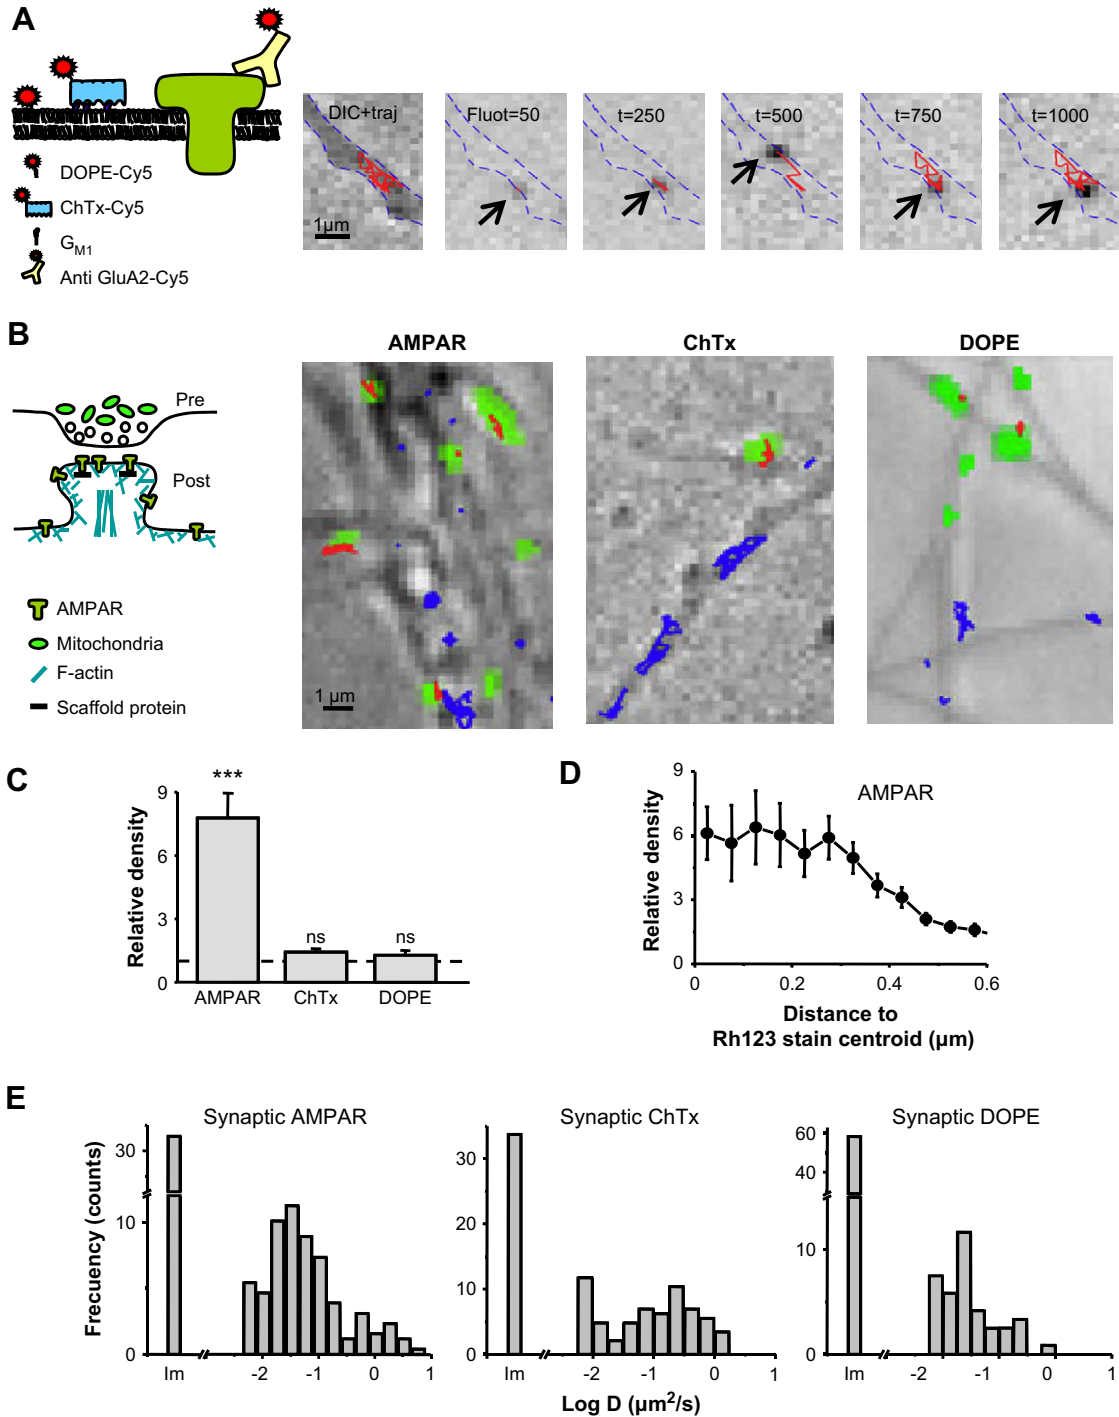 A
DOPE-Cy5
ChTx-Cy5
GM1
Anti GluA2-Cy5
DIC+traj
1µm
Fluot=50
t=250
t=500
t=750
t=1000
B
Pre
Post
AMPAR
Mitochondria
F-actin
Scaffold protein
AMPAR
1 µm
ChTx
DOPE
C
Relative density
9
6
3
0
***
ns
ns
AMPAR
ChTx
DOPE
D
Relative density
9
6
3
0
AMPAR
0
0.2
0.4
0.6
Distance to
Rh123 stain centroid (µm)
E
Frecuency (counts)
Synaptic AMPAR
30
10
0
Im
-2
-1
0
1
Synaptic ChTx
30
20
10
0
Im
-2
-1
0
1
Synaptic DOPE
60
40
10
0
Im
-2
-1
0
1
Log D (µm²/s)